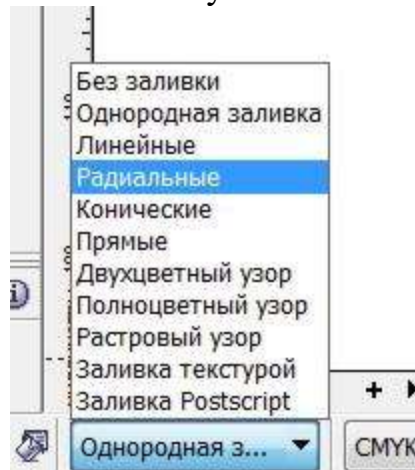 Без заливки
Однородная заливка
Линейные
Радиальные
Конические
Прямые
Двухцветный узор
Полноцветный узор
Растровый узор
Заливка текстурой
Заливка Postscript
Однородная з...
CMYK